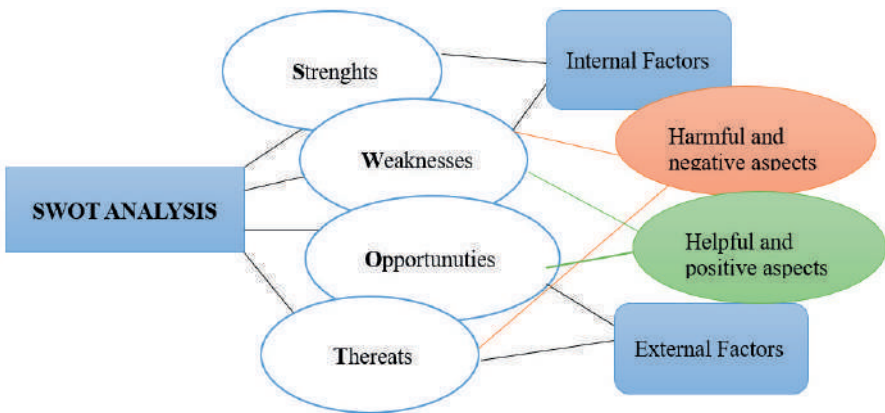 Strenghts
Internal Factors
Weaknesses
Harmful and
negative aspects
SWOT ANALYSIS
Opportunuties
Helpful and
positive aspects
Thereats
External Factors